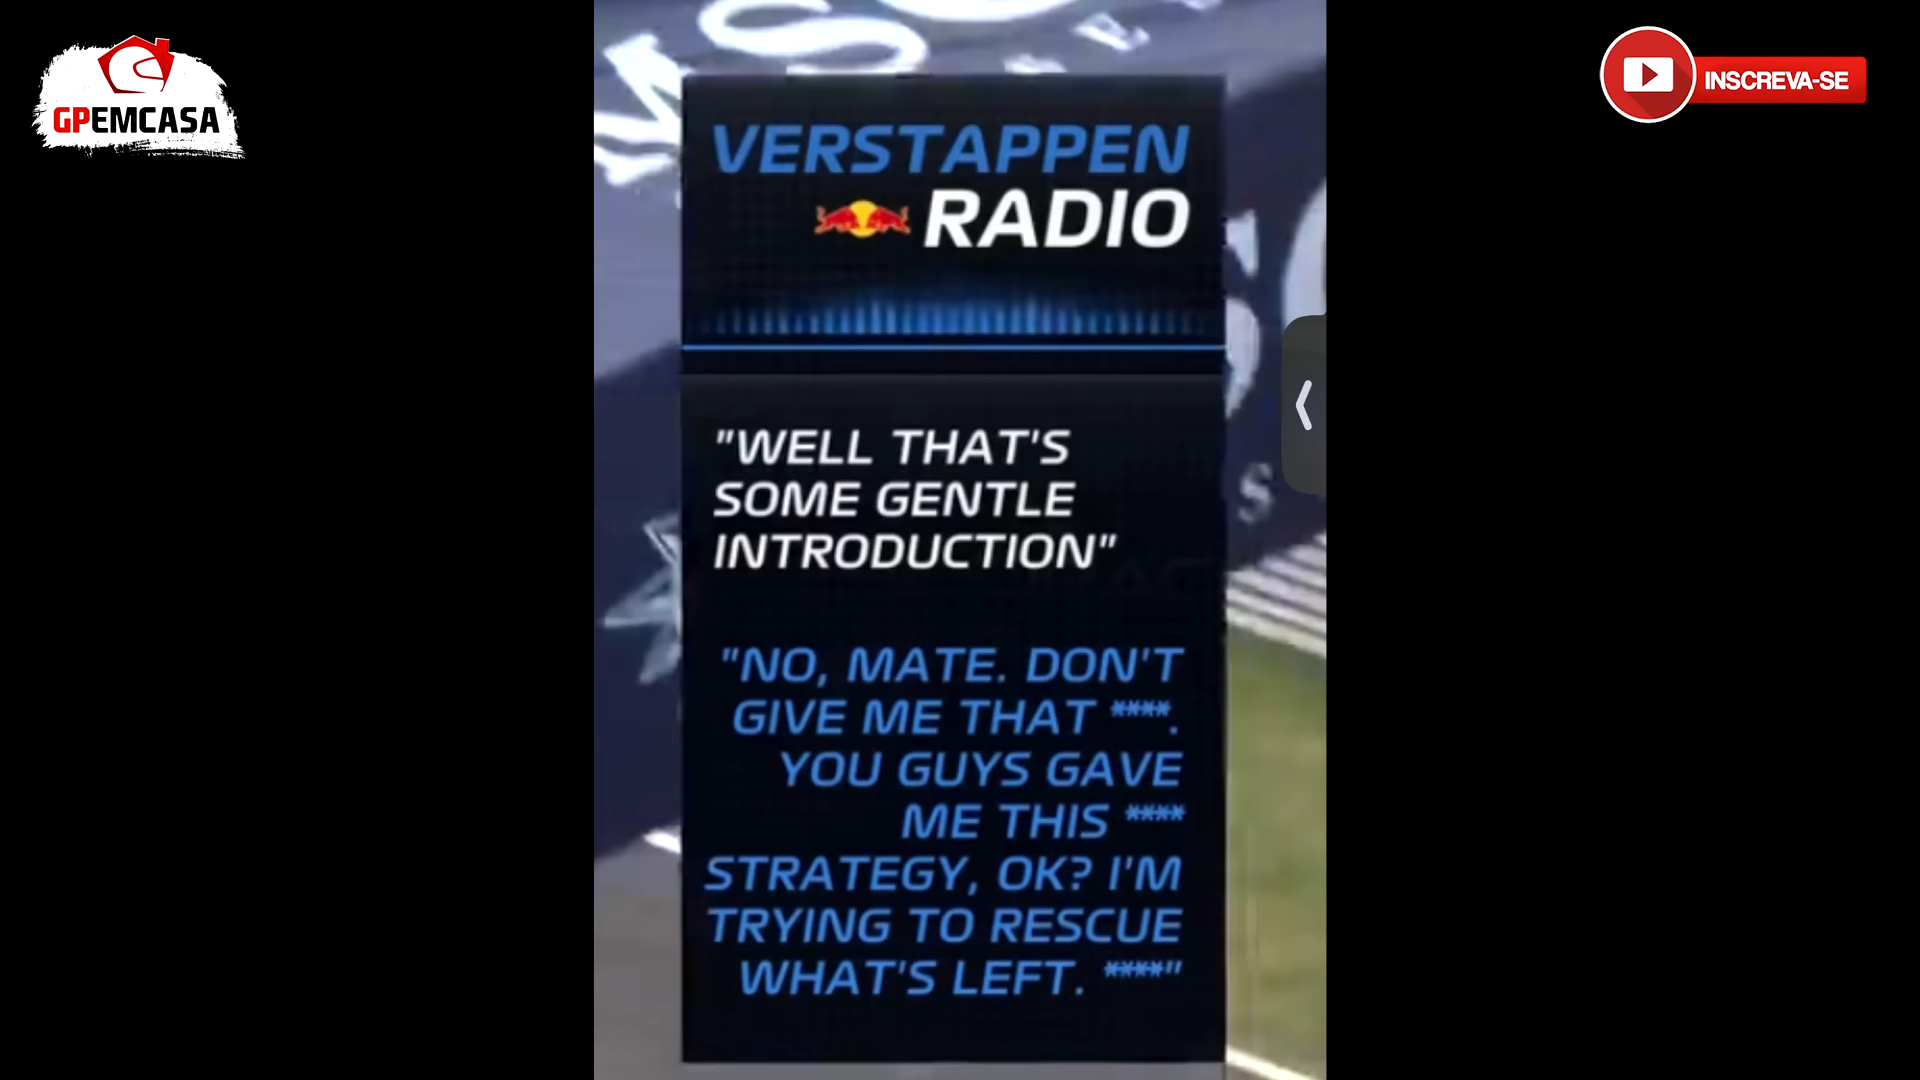 GPEMCASA
INSCREVA-SE
VERSTAPPEN
RADIO
"WELL THAT'S
SOME GENTLE
INTRODUCTION"
"NO, MATE. DON'T
GIVE ME THAT ****.
YOU GUYS GAVE
ME THIS ****
STRATEGY, OK? I'M
TRYING TO RESCUE
WHAT'S LEFT. ****"